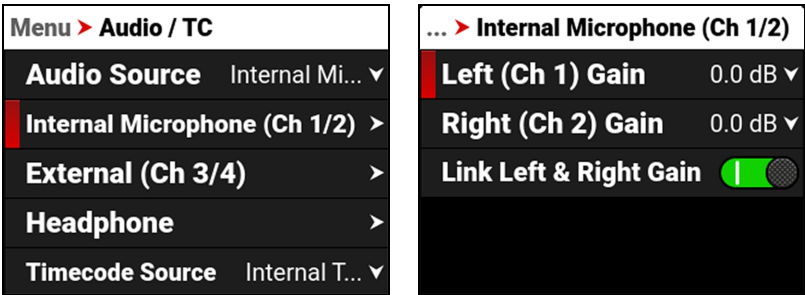 Menu > Audio / TC
Audio Source Internal Mi...
Internal Microphone (Ch 1/2)
External (Ch 3/4)
Headphone
Timecode Source Internal T...
... > Internal Microphone (Ch 1/2)
Left (Ch 1) Gain 0.0 dB
Right (Ch 2) Gain 0.0 dB
Link Left & Right Gain